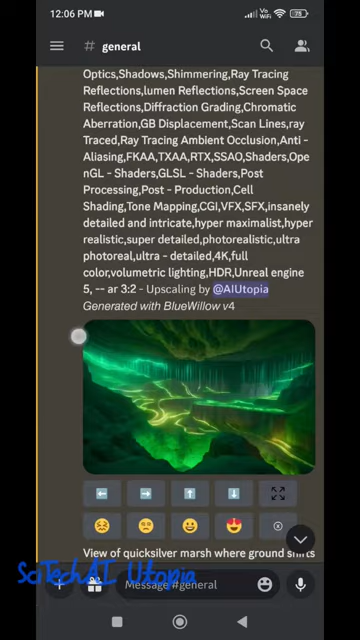 12:06 PM
Vo
WiFi
75
# general
Optics,Shadows,Shimmering,Ray Tracing
Reflections,lumen Reflections,Screen Space
Reflections,Diffraction Grading,Chromatic
Aberration,GB Displacement,Scan Lines,ray
Traced,Ray Tracing Ambient Occlusion,Anti -
Aliasing,FKAA,TXAA,RTX,SSAO,Shaders,Ope
nGL - Shaders,GLSL - Shaders,Post
Processing,Post - Production,Cell
Shading,Tone Mapping,CGI,VFX,SFX,insanely
detailed and intricate,hyper maximalist,hyper
realistic,super detailed,photorealistic,ultra
photoreal,ultra - detailed,4K,full
color,volumetric lighting,HDR,Unreal engine
5, -- ar 3:2 - Upscaling by @AIUtopia
Generated with BlueWillow v4
View of quicksilver marsh where ground shifts
SciTechAI Utopia
Message #general